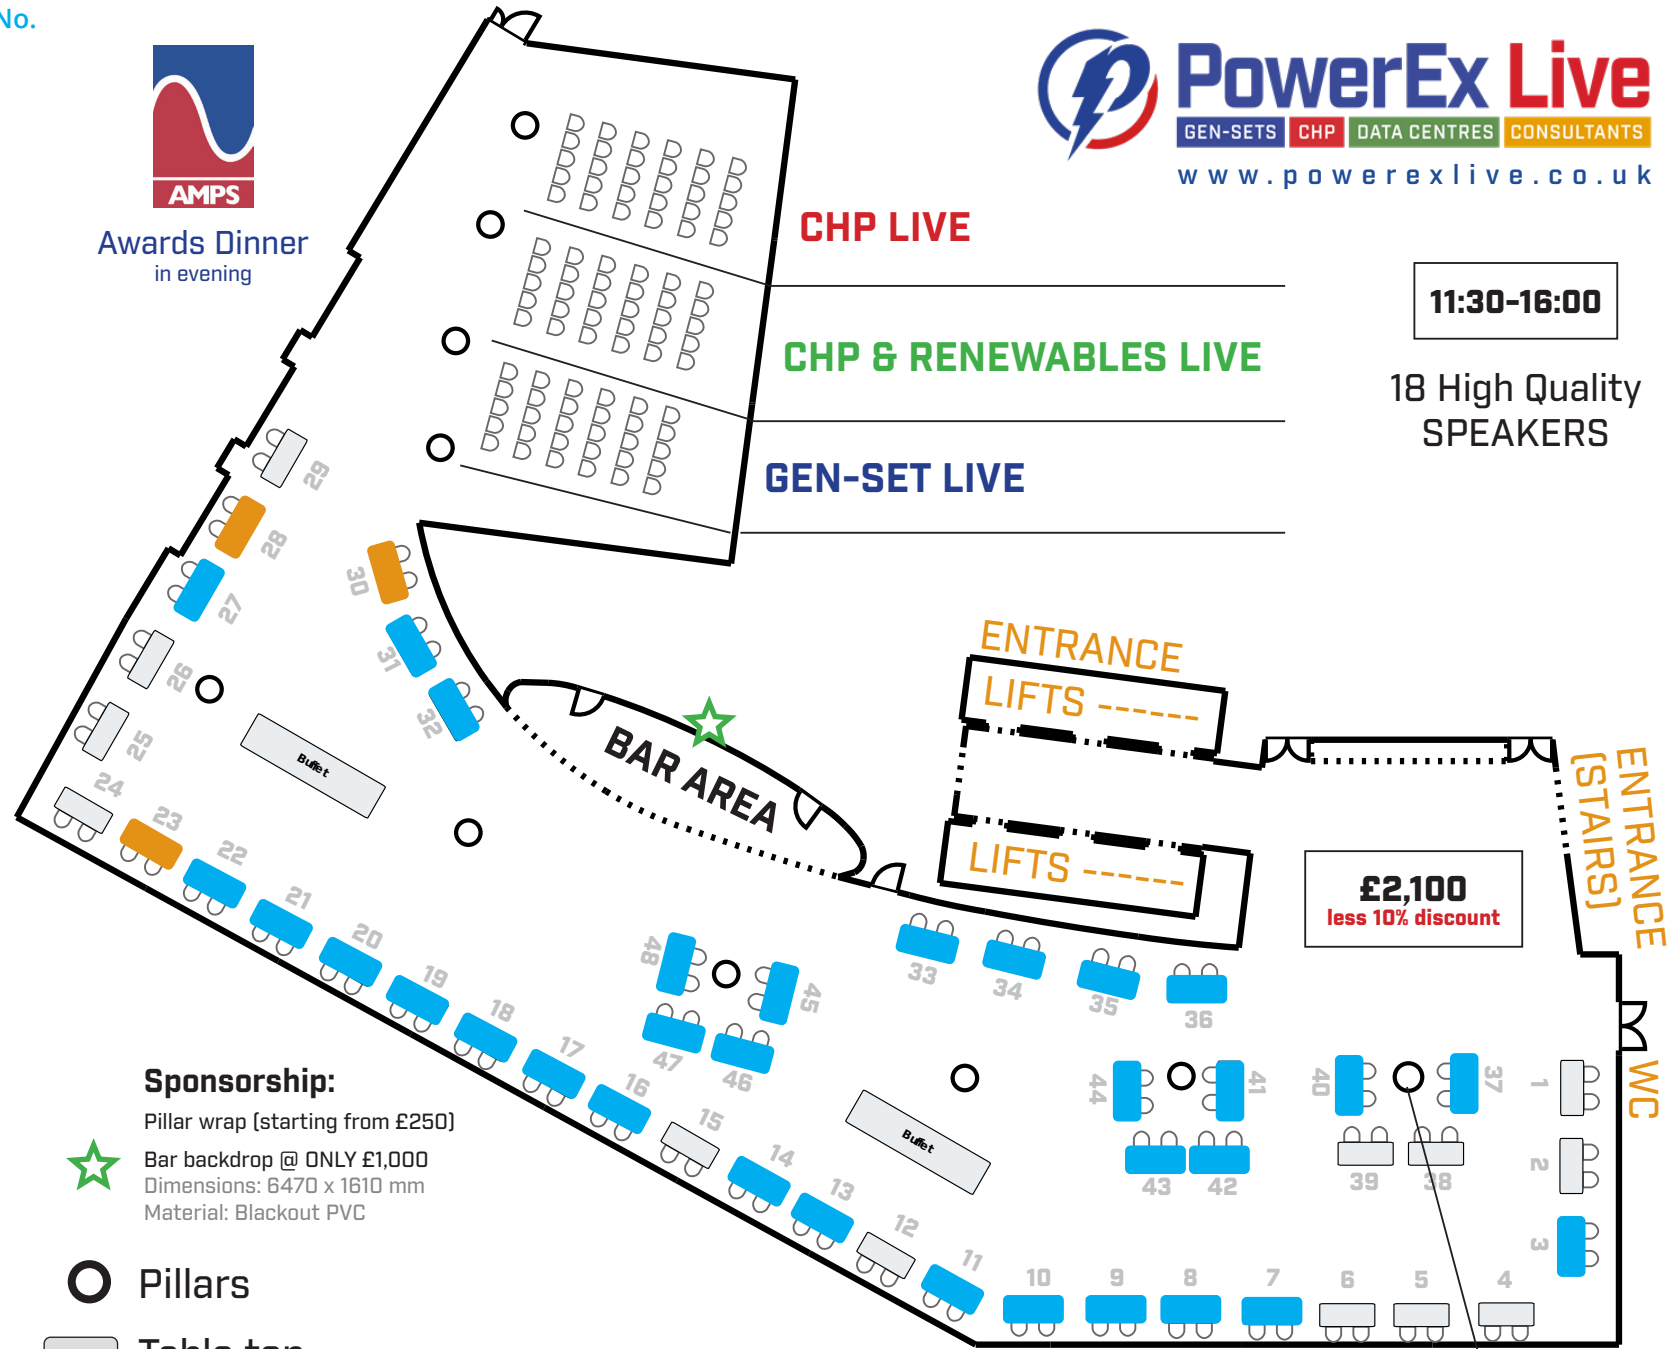 No.
AMPS
Awards Dinner
in evening
PowerEx Live
GEN-SETS CHP DATA CENTRES CONSULTANTS
www.powerexlive.co.uk
CHP LIVE
CHP & RENEWABLES LIVE
GEN-SET LIVE
11:30-16:00
18 High Quality
SPEAKERS
29
28
27
26
25
24
23
22
21
20
19
18
17
16
15
14
13
12
11
10
9
8
7
6
5
4
3
2
1
30
31
32
Buffet
BAR AREA
ENTRANCE
LIFTS ------
LIFTS ------
ENTRANCE
(STAIRS)
£2,100
less 10% discount
33
34
35
36
48
45
47
46
44
41
43
42
40
37
39
38
WC
Buffet
Sponsorship:
Pillar wrap (starting from £250)
Bar backdrop @ ONLY £1,000
Dimensions: 6470 x 1610 mm
Material: Blackout PVC
Pillars
Table top